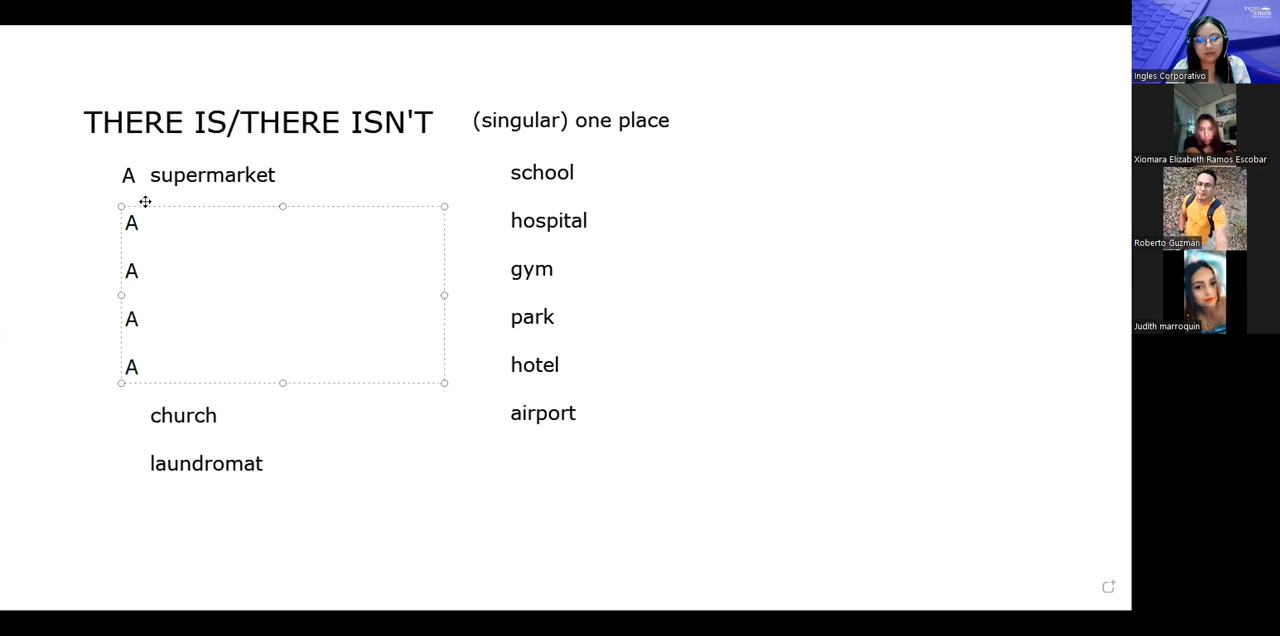 THERE IS/THERE ISN'T (singular) one place
A supermarket school
A hospital
A gym
A park
A hotel
church airport
laundromat
Ingles Corporativo
Xiomara Elizabeth Ramos Escobar
Roberto Guzmán
Judith marroquin